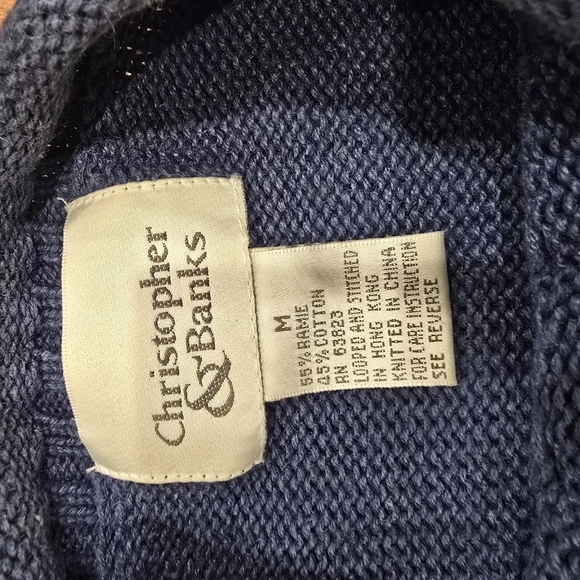 Christopher
&Banks
M
55% RAMIE
45% COTTON
RN 63823
LOOPED AND STITCHED
IN HONG KONG
KNITTED IN CHINA
FOR CARE INSTRUCTION
SEE REVERSE